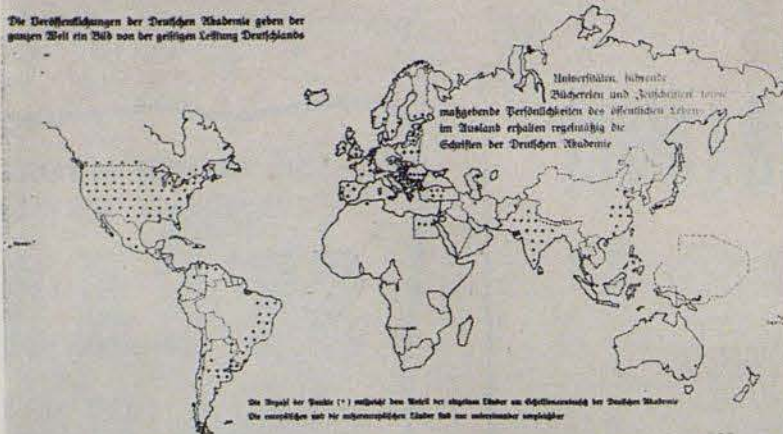 Die Veröffentlichungen der Deutschen Akademie geben der
ganzen Welt ein Bild von der geistigen Leistung Deutschlands
Universitäten, führende
Büchereien und Zeitschriften sowie
maßgebende Persönlichkeiten des öffentlichen Lebens
im Ausland erhalten regelmäßig die
Schriften der Deutschen Akademie
Die Anzahl der Punkte (•) entspricht dem Anteil der einzelnen Länder am Schriftenaustausch der Deutschen Akademie
Die europäischen und die außereuropäischen Länder sind nur untereinander vergleichbar